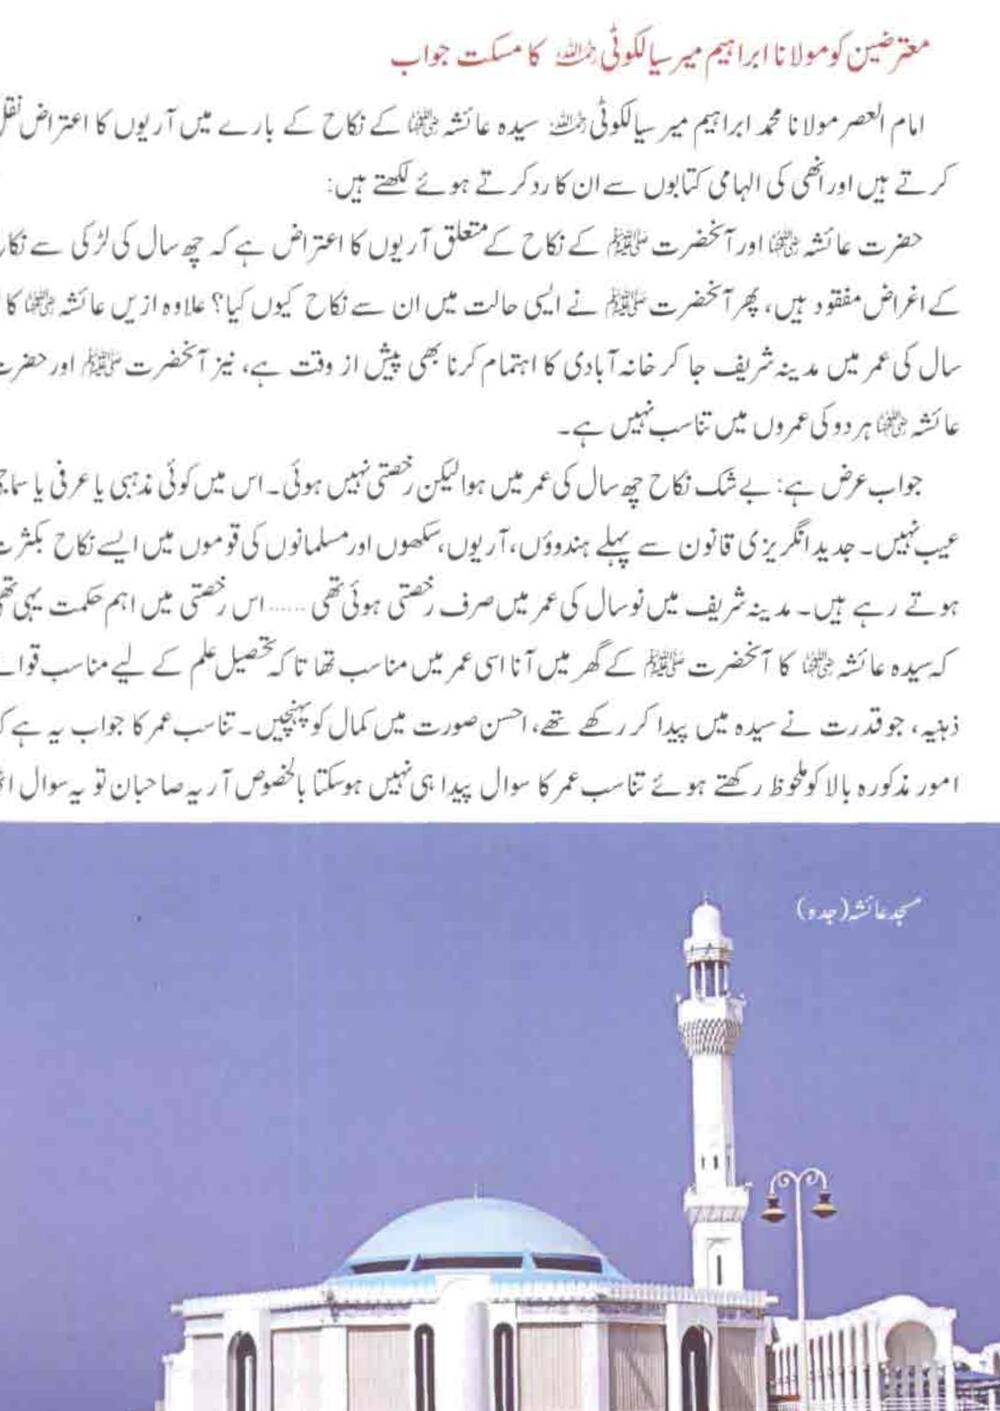 معترضین کو مولانا ابراہیم میر سیالکوٹی رحمہ اللہ کا مسکت جواب
امام العصر مولانا محمد ابراہیم میر سیالکوٹی رحمہ اللہ سیدہ عائشہ رضی اللہ عنہا کے نکاح کے بارے میں آریوں کا اعتراض نقل
کرتے ہیں اور انھی کی الہامی کتابوں سے ان کا رد کرتے ہوئے لکھتے ہیں:
حضرت عائشہ رضی اللہ عنہا اور آنحضرت صلی اللہ علیہ وسلم کے نکاح کے متعلق آریوں کا اعتراض ہے کہ چھ سال کی لڑکی سے
کے اغراض مفقود ہیں، پھر آنحضرت صلی اللہ علیہ وسلم نے ایسی حالت میں ان سے نکاح کیوں کیا؟ علاوہ ازیں عائشہ رضی اللہ عنہا کا
سال کی عمر میں مدینہ شریف جا کر خانہ آبادی کا اہتمام کرنا بھی پیش از وقت ہے، نیز آنحضرت صلی اللہ علیہ وسلم اور حضرت
عائشہ رضی اللہ عنہا ہر دو کی عمروں میں تناسب نہیں ہے۔
جواب عرض ہے: بے شک نکاح چھ سال کی عمر میں ہوا لیکن رخصتی نہیں ہوئی۔ اس میں کوئی مذہبی یا عرفی یا
عیب نہیں۔ جدید انگریزی قانون سے پہلے ہندوؤں، آریوں، سکھوں اور مسلمانوں کی قوموں میں ایسے نکاح بکثرت
ہوتے رہے ہیں۔ مدینہ شریف میں نو سال کی عمر میں صرف رخصتی ہوئی تھی ...... اس رخصتی میں اہم حکمت یہی تھی
کہ سیدہ عائشہ رضی اللہ عنہا کا آنحضرت صلی اللہ علیہ وسلم کے گھر میں آنا اسی عمر میں مناسب تھا تاکہ تحصیل علم کے لیے مناسب
ذہنیہ، جو قدرت نے سیدہ میں پیدا کر رکھے تھے، احسن صورت میں کمال کو پہنچیں۔ تناسب عمر کا جواب یہ ہے
امور مذکورہ بالا کو ملحوظ رکھتے ہوئے تناسب عمر کا سوال پیدا ہی نہیں ہو سکتا بالخصوص آریہ صاحبان تو یہ سوال
مسجد عائشہ (جدہ)